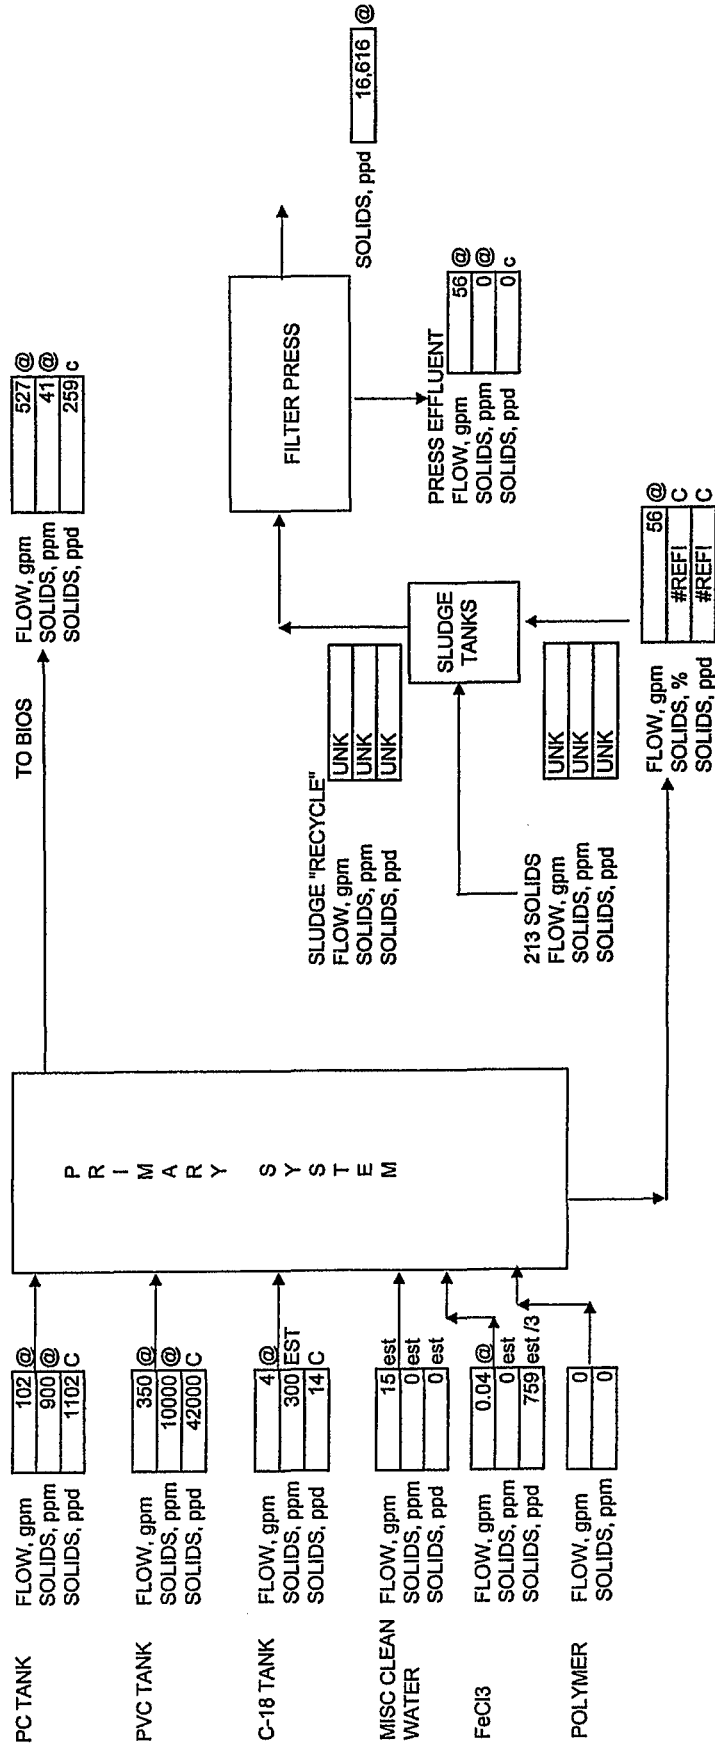 PC TANK
FLOW, gpm 102 @
SOLIDS, ppm 900 @
SOLIDS, ppd 1102 C
PVC TANK
FLOW, gpm 350 @
SOLIDS, ppm 10000 @
SOLIDS, ppd 42000 C
C-18 TANK
FLOW, gpm 4 @
SOLIDS, ppm 300 EST
SOLIDS, ppd 14 C
MISC CLEAN
WATER
FLOW, gpm 15 est
SOLIDS, ppm 0 est
SOLIDS, ppd 0 est
FeCl3
FLOW, gpm 0.04 @
SOLIDS, ppm 0 est
SOLIDS, ppd 759 est /3
POLYMER
FLOW, gpm 0
SOLIDS, ppm 0
PRIMARY SYSTEM
TO BIOS
FLOW, gpm 527 @
SOLIDS, ppm 41 @
SOLIDS, ppd 259 c
SLUDGE "RECYCLE"
FLOW, gpm UNK
SOLIDS, ppm UNK
SOLIDS, ppd UNK
213 SOLIDS
FLOW, gpm UNK
SOLIDS, ppm UNK
SOLIDS, ppd UNK
SLUDGE
TANKS
FLOW, gpm 56 @
SOLIDS, % #REF! C
SOLIDS, ppd #REF! C
FILTER PRESS
PRESS EFFLUENT
FLOW, gpm 56 @
SOLIDS, ppm 0 @
SOLIDS, ppd 0 c
SOLIDS, ppd 16,616 @